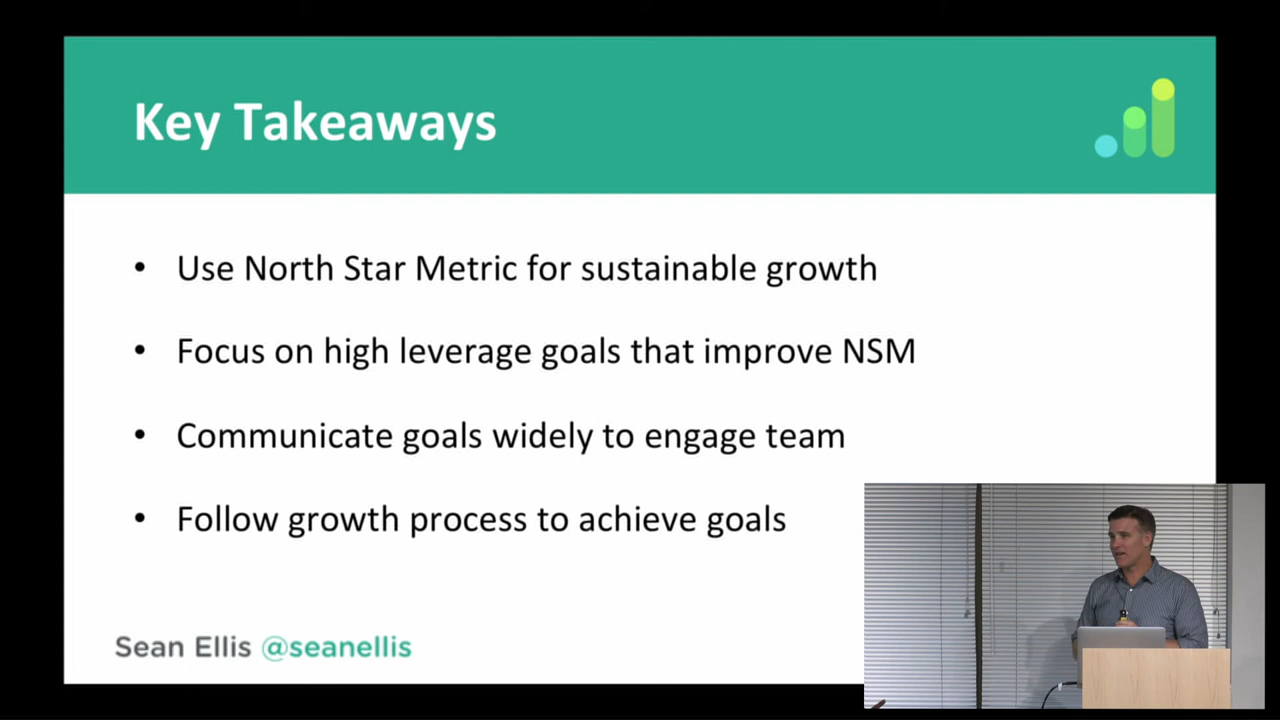 Key Takeaways
• Use North Star Metric for sustainable growth
• Focus on high leverage goals that improve NSM
• Communicate goals widely to engage team
• Follow growth process to achieve goals
Sean Ellis @seanellis